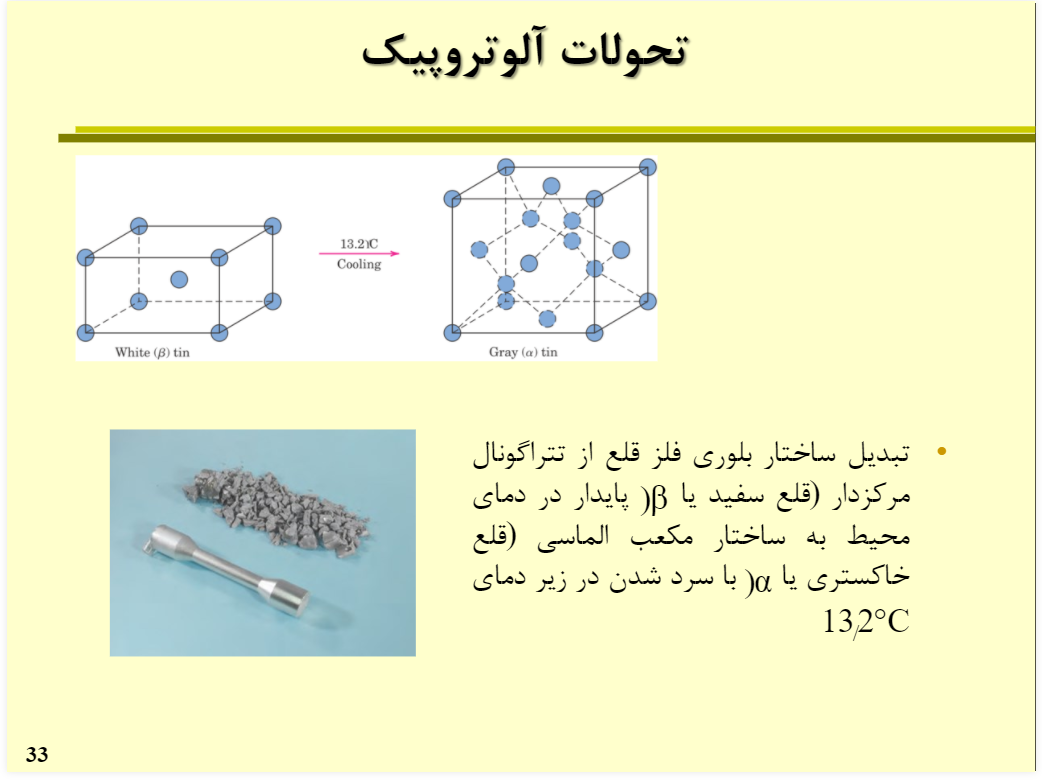 تحولات آلوتروپیک
13.2°C
Cooling
White (β) tin
Gray (α) tin
• تبدیل ساختار بلوری فلز قلع از تتراگونال
مرکزدار (قلع سفید یا β( پایدار در دمای
محیط به ساختار مکعب الماسی (قلع
خاکستری یا α( با سرد شدن در زیر دمای
13/2°C
33